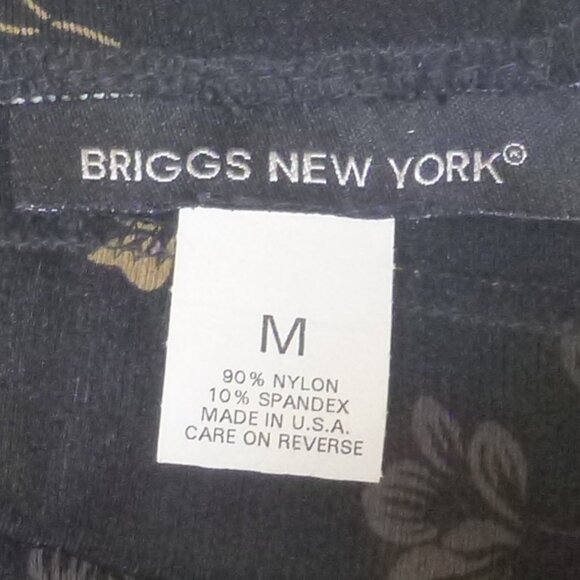 BRIGGS NEW YORK®
M
90% NYLON
10% SPANDEX
MADE IN U.S.A.
CARE ON REVERSE